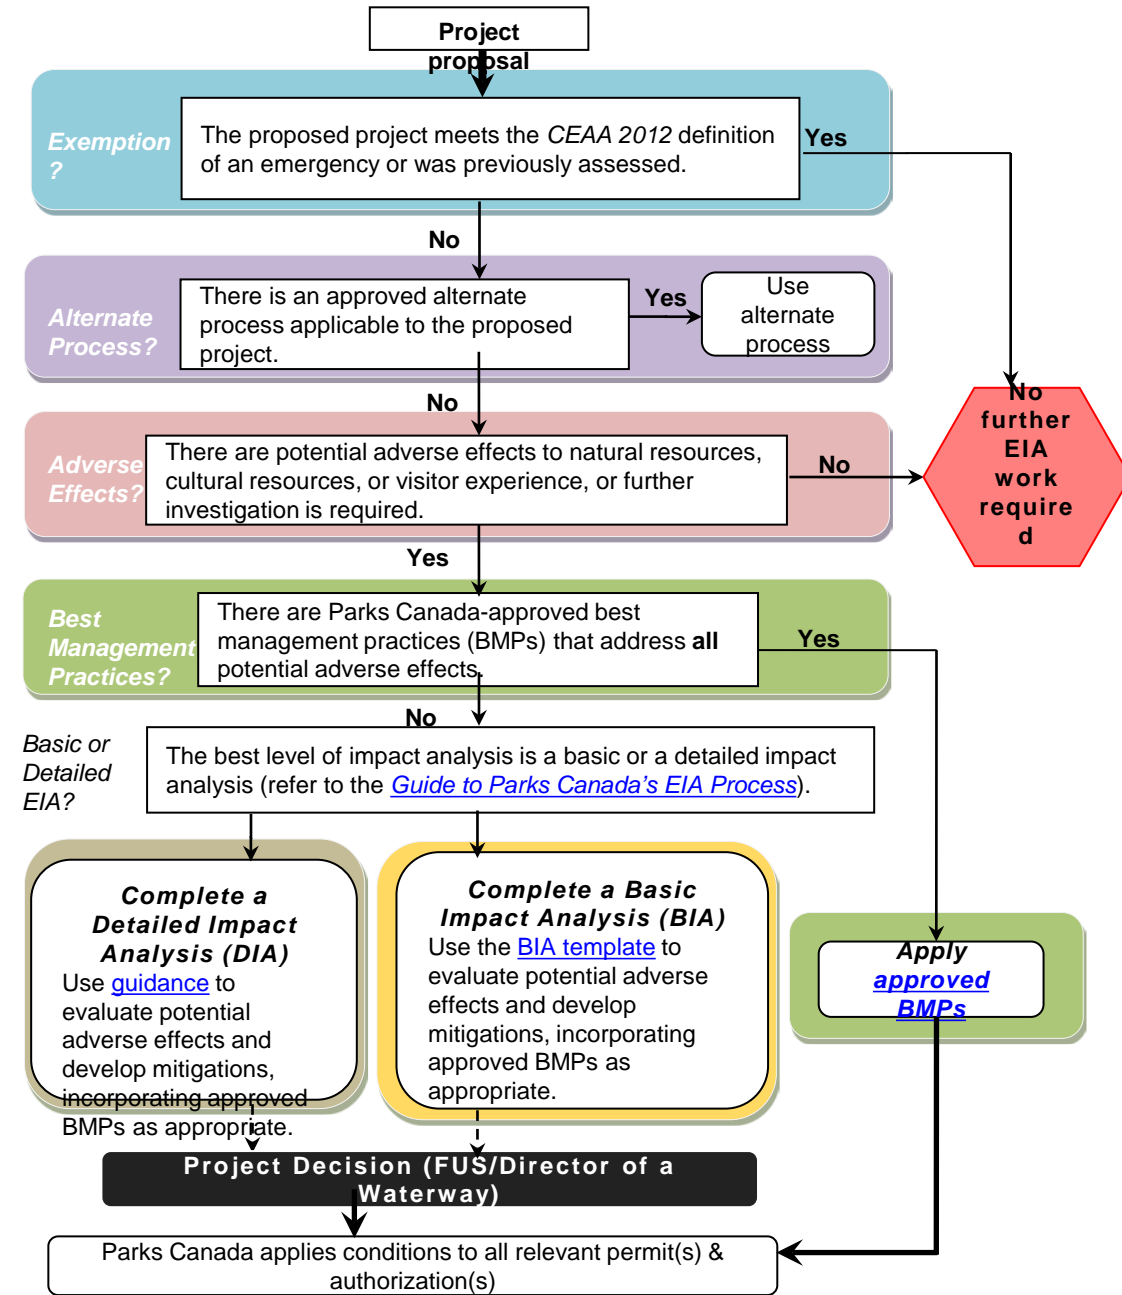 Project
proposal
Exemption
?
The proposed project meets the CEAA 2012 definition
of an emergency or was previously assessed.
Yes
No
Alternate
Process?
There is an approved alternate
process applicable to the proposed
project.
Yes
Use
alternate
process
No
Adverse
Effects?
There are potential adverse effects to natural resources,
cultural resources, or visitor experience, or further
investigation is required.
No
No
further
EIA
work
require
d
Yes
Best
Management
Practices?
There are Parks Canada-approved best
management practices (BMPs) that address all
potential adverse effects.
Yes
No
Basic or
Detailed
EIA?
The best level of impact analysis is a basic or a detailed impact
analysis (refer to the Guide to Parks Canada's EIA Process).
Complete a
Detailed Impact
Analysis (DIA)
Use guidance to
evaluate potential
adverse effects and
develop mitigations,
incorporating approved
BMPs as appropriate.
Complete a Basic
Impact Analysis (BIA)
Use the BIA template to
evaluate potential adverse
effects and develop
mitigations, incorporating
approved BMPs as
appropriate.
Apply
approved
BMPs
Project Decision (FUS/Director of a
Waterway)
Parks Canada applies conditions to all relevant permit(s) &
authorization(s)